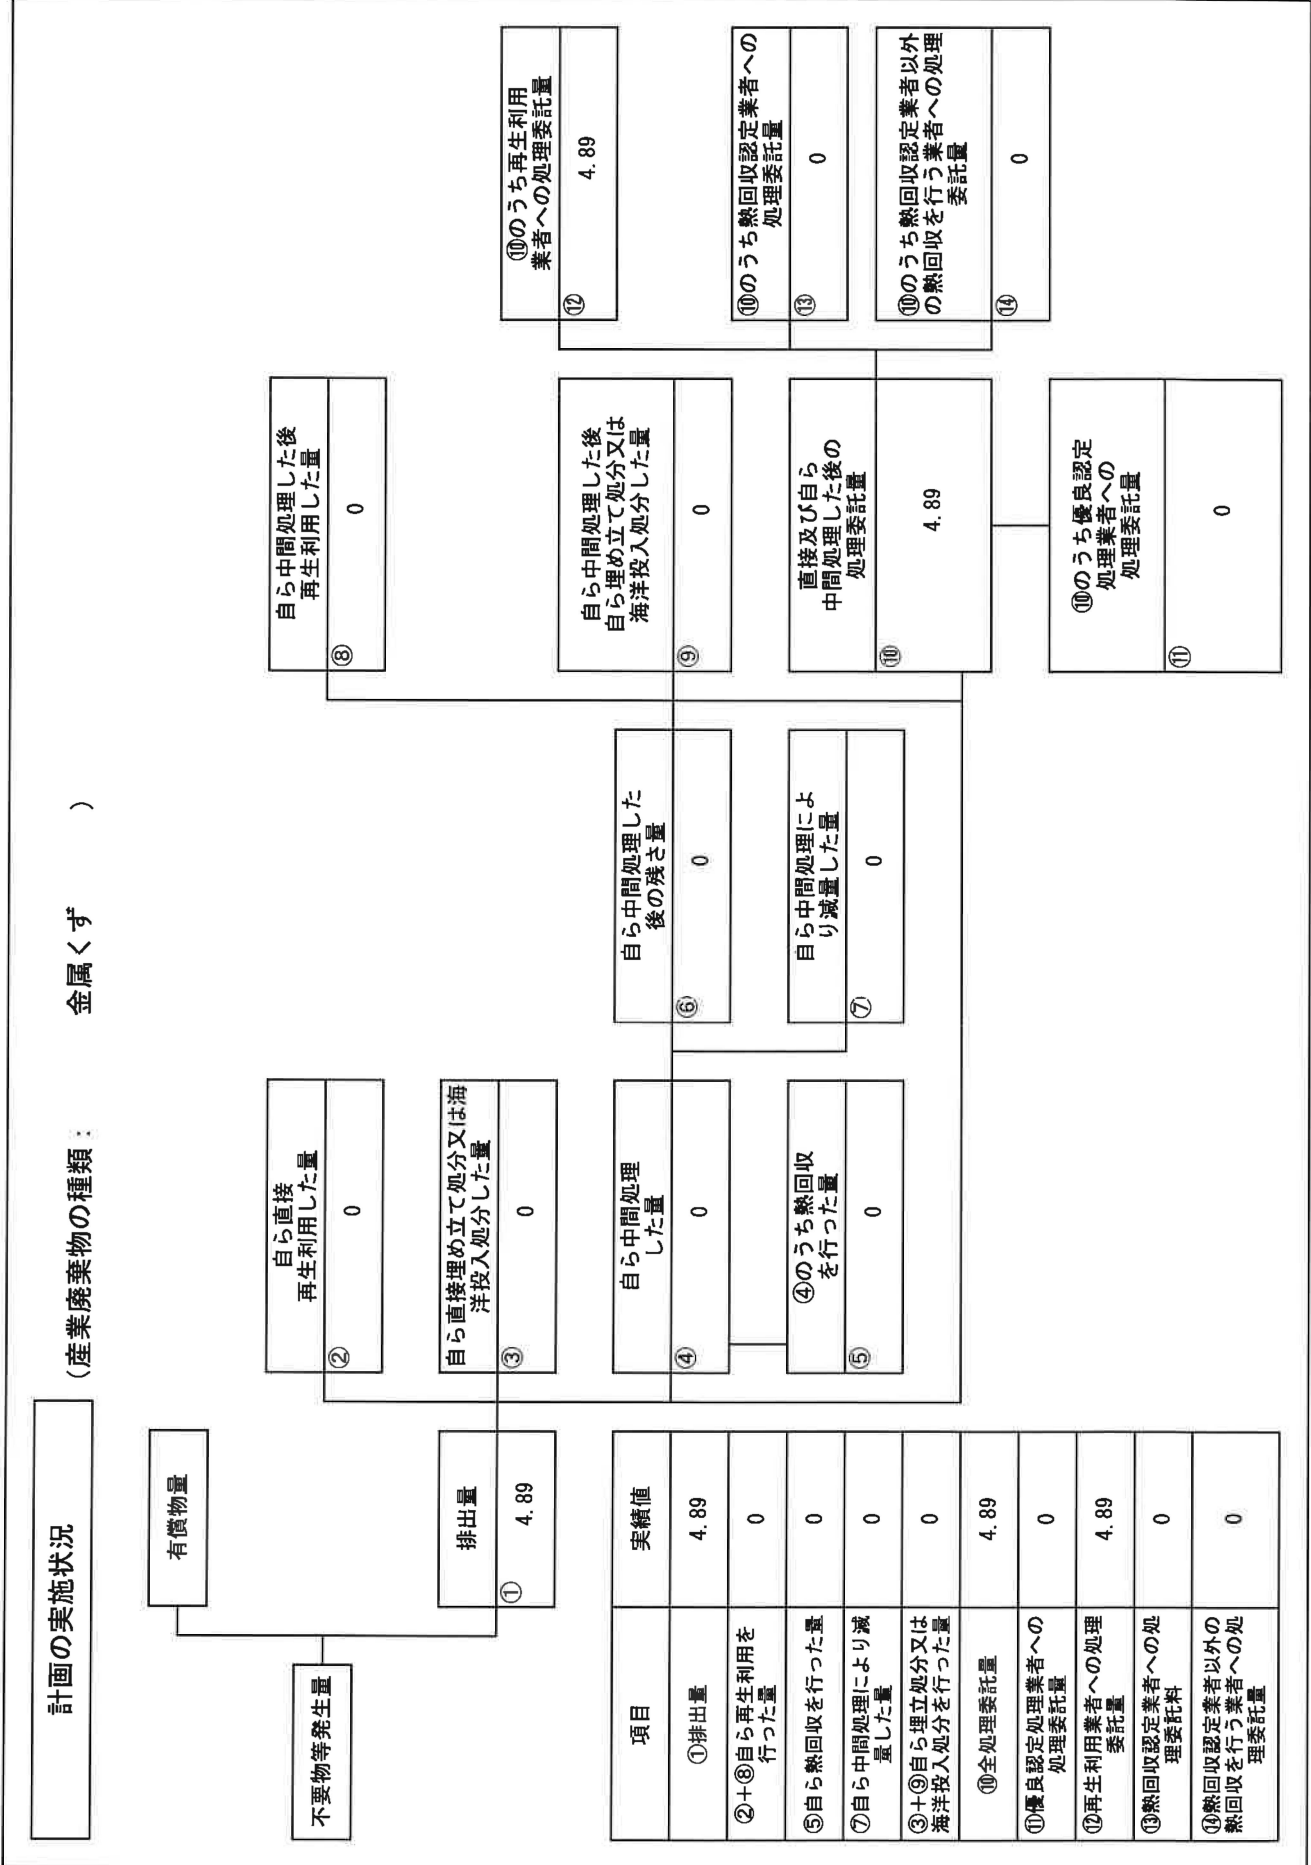 計画の実施状況
（産業廃棄物の種類：　金属くず　）
有償物量
不要物等発生量
排出量
①
4.89
自ら直接
再生利用した量
②
0
自ら直接埋め立て処分又は海
洋投入処分した量
③
0
自ら中間処理
した量
④
0
④のうち熱回収
を行った量
⑤
0
自ら中間処理した
後の残さ量
⑥
0
自ら中間処理によ
り減量した量
⑦
0
自ら中間処理した後
再生利用した量
⑧
0
自ら中間処理した後
自ら埋め立て処分又は
海洋投入処分した量
⑨
0
直接及び自ら
中間処理した後の
処理委託量
⑩
4.89
⑩のうち優良認定
処理業者への
処理委託量
⑪
0
⑩のうち再生利用
業者への処理委託量
⑫
4.89
⑩のうち熱回収認定業者への
処理委託量
⑬
0
⑩のうち熱回収認定業者以外
の熱回収を行う業者への処理
委託量
⑭
0
項目
実績値
①排出量
4.89
②＋⑧自ら再生利用を
行った量
0
⑤自ら熱回収を行った量
0
⑦自ら中間処理により減
量した量
0
③＋⑨自ら埋立処分又は
海洋投入処分を行った量
0
⑩全処理委託量
4.89
⑪優良認定処理業者への
処理委託量
0
⑫再生利用業者への処理
委託量
4.89
⑬熱回収認定業者への処
理委託料
0
⑭熱回収認定業者以外の
熱回収を行う業者への処
理委託量
0